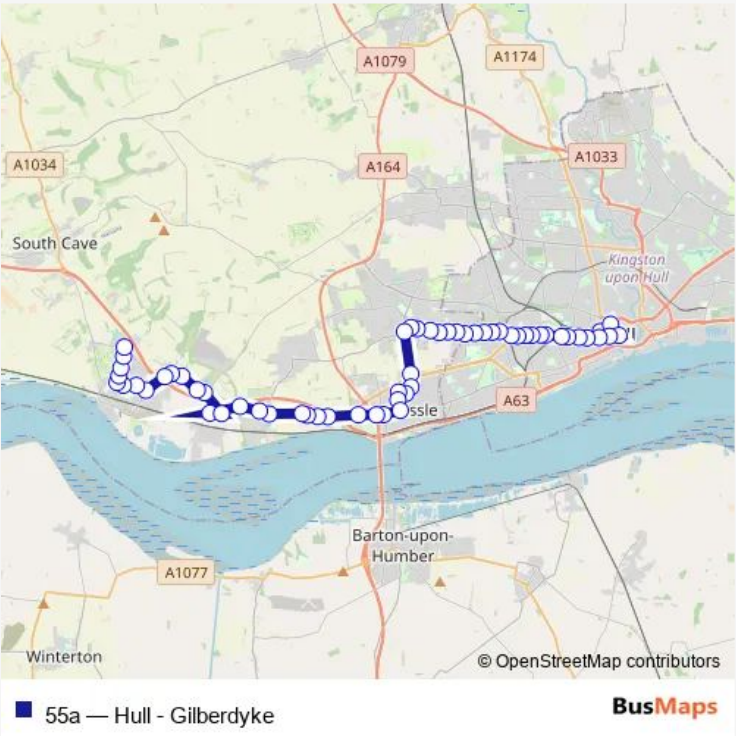 A1079
A1174
A1033
A1034
A164
South Cave
Kingston
upon Hull
A63
Barton-upon-
Humber
A1077
Winterton
© OpenStreetMap contributors
55a — Hull - Gilberdyke
BusMaps